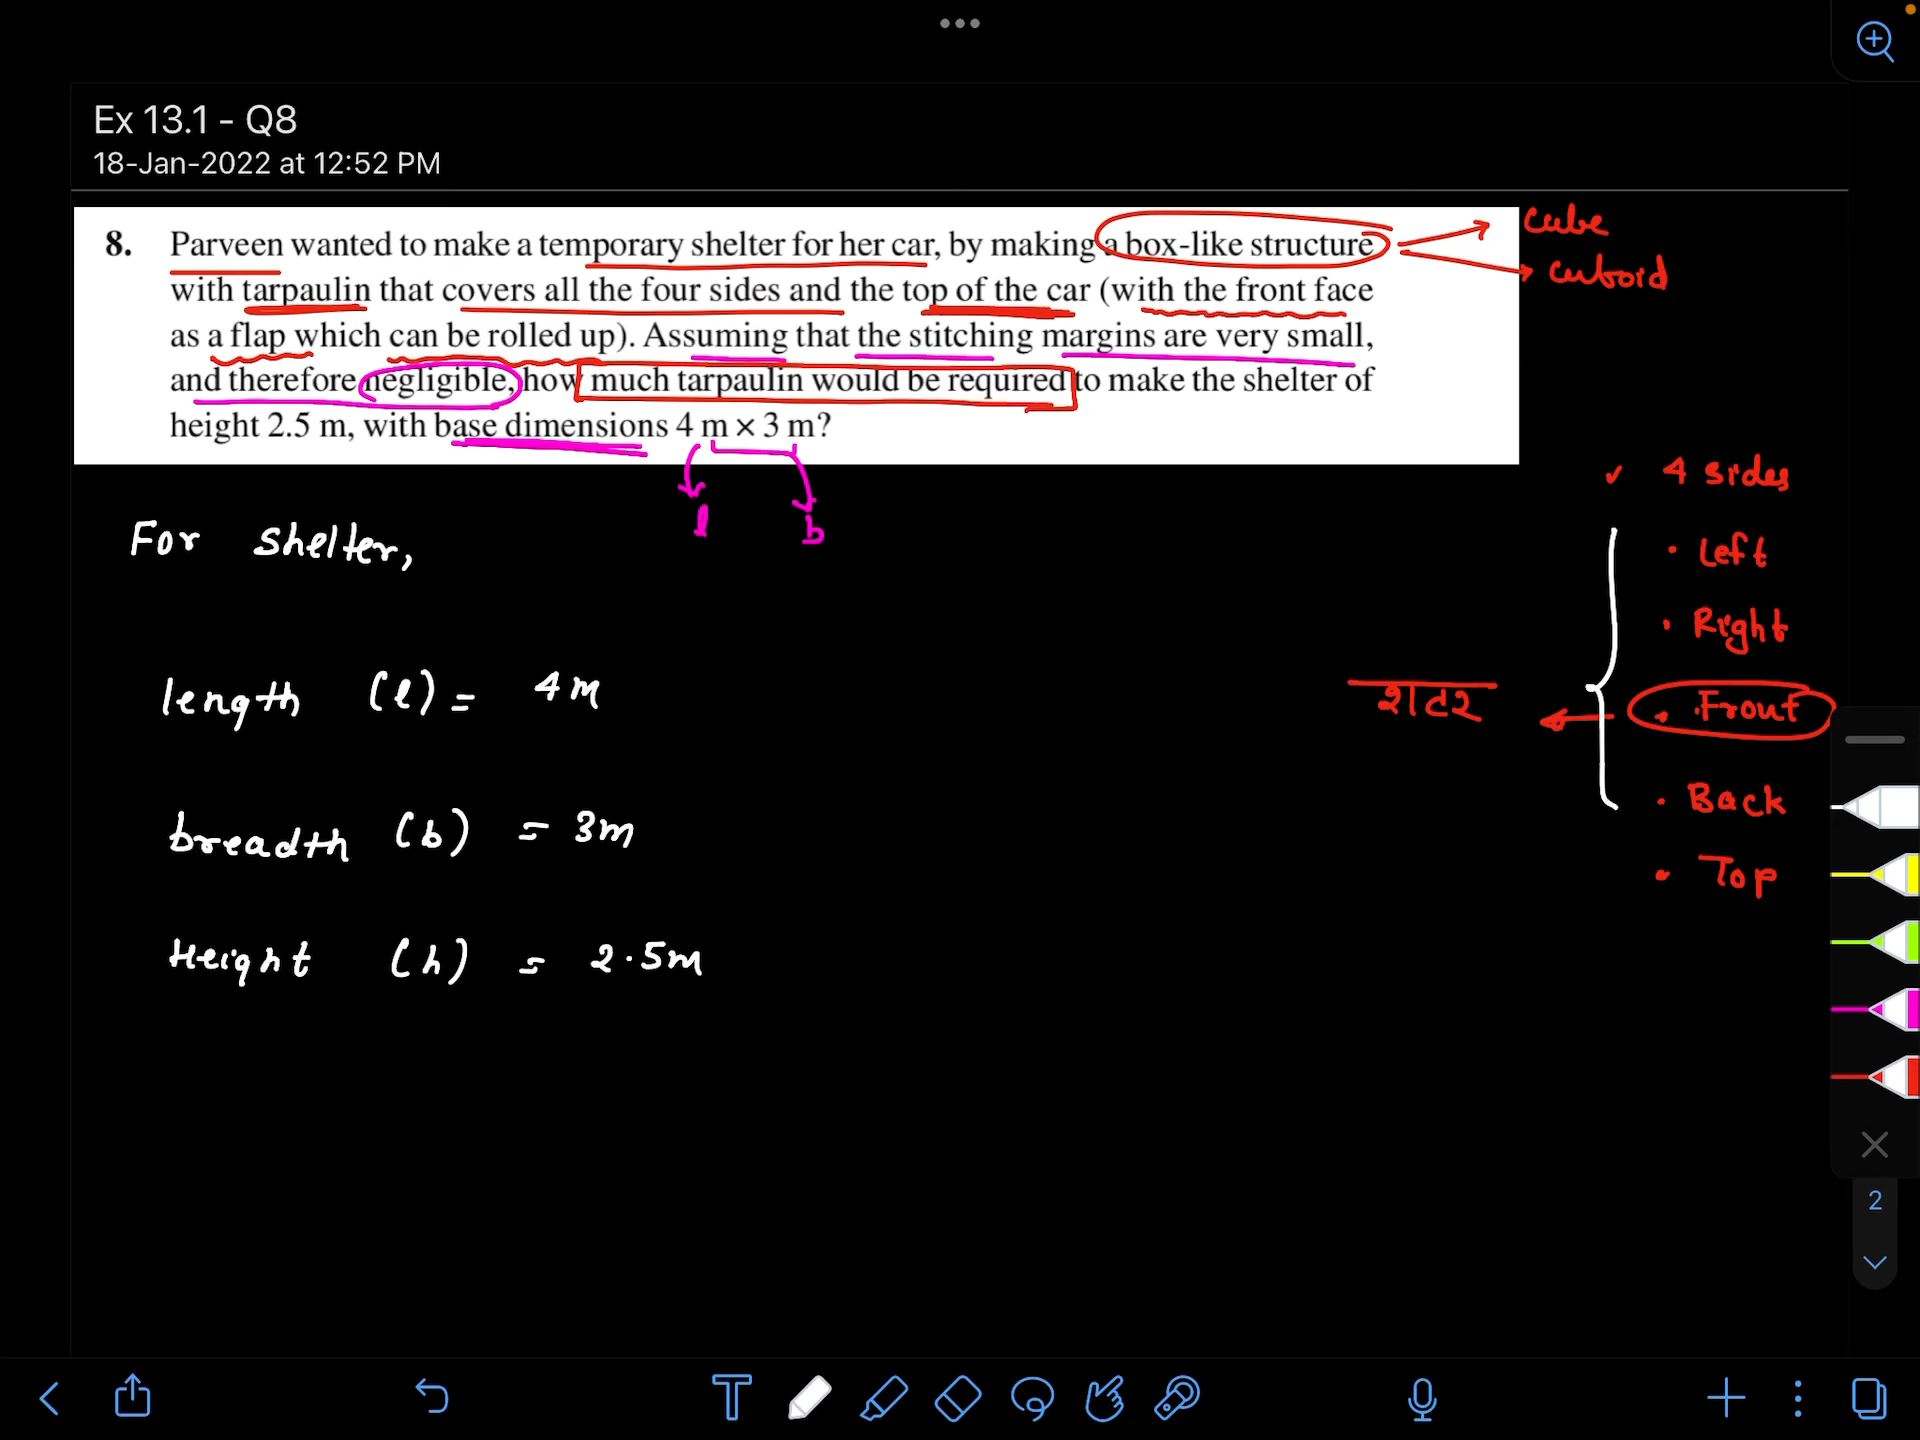 Ex 13.1 - Q8
18-Jan-2022 at 12:52 PM
8. Parveen wanted to make a temporary shelter for her car, by making a box-like structure
with tarpaulin that covers all the four sides and the top of the car (with the front face
as a flap which can be rolled up). Assuming that the stitching margins are very small,
and therefore negligible, how much tarpaulin would be required to make the shelter of
height 2.5 m, with base dimensions 4 m × 3 m?
cube
cuboid
l b
4 sides
For shelter,
• Left
• Right
length (l) = 4m
शटर
• Front
• Back
breadth (b) = 3m
• Top
Height (h) = 2.5m
2